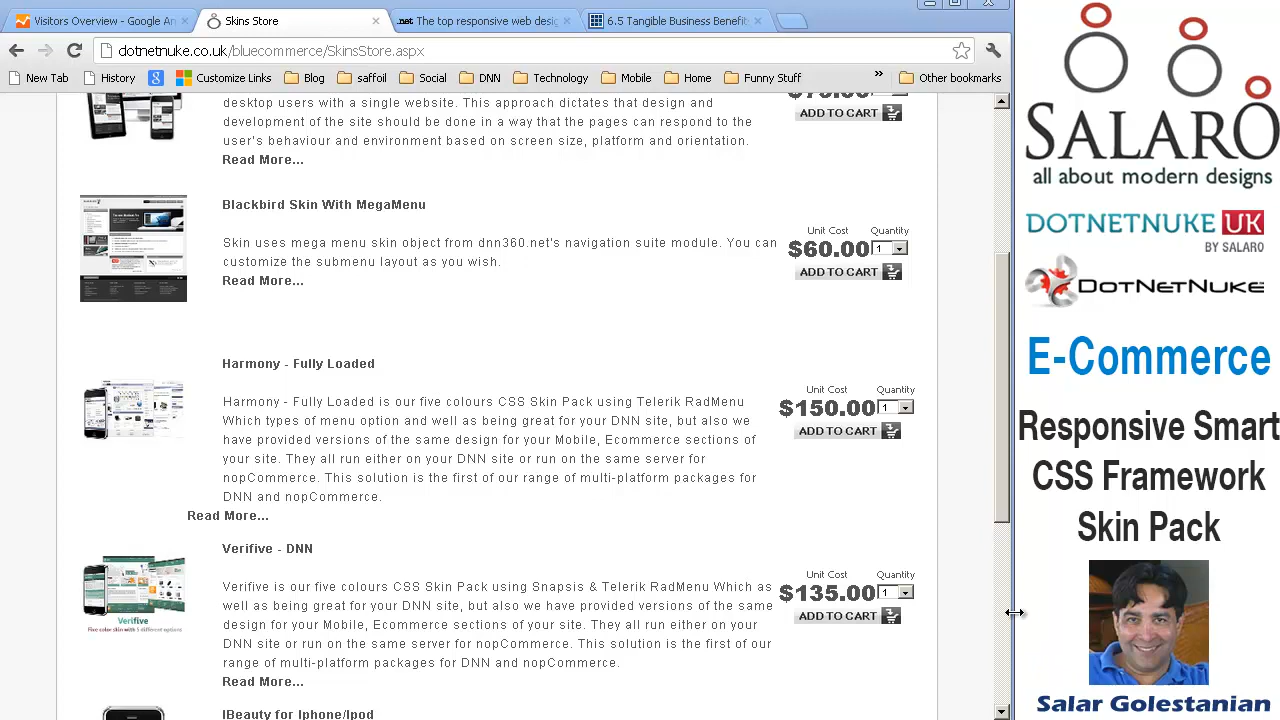 Visitors Overview - Google An
Skins Store
.net The top responsive web desig
6.5 Tangible Business Benefits
dotnetnuke.co.uk/bluecommerce/SkinsStore.aspx
New Tab
History
Customize Links
Blog
saffoil
Social
DNN
Technology
Mobile
Home
Funny Stuff
»
Other bookmarks
desktop users from a single website. This approach dictates that design and
ADD TO CART
development of the site should be done in a way that the pages can respond to the
user's behaviour and environment based on screen size, platform and orientation.
Read More...
Blackbird Skin With MegaMenu
Unit Cost
Quantity
$60.00
1
Skin uses mega menu skin object from dnnsoft.net navigation suite module. You can
customize the submenu layout as you wish.
ADD TO CART
Read More...
Harmony - Fully Loaded
Unit Cost
Quantity
$150.00
1
ADD TO CART
Harmony - Fully Loaded is our five colours CSS Skin Pack using Telerik RadMenu
Which types of menu options As well as being great for your DNN site, but also we
have provided versions of the same design for your Mobile, Ecommerce sections of
your site. They all run either on your DNN site or run on the same server for
nopCommerce. This solution is the first of our range of multi-platform packages for
DNN and nopCommerce.
Read More...
Verifive - DNN
Unit Cost
Quantity
$135.00
1
ADD TO CART
Verifive is our five colours CSS Skin Pack using using Telerik RadMenu Which as
well as being great for your DNN site, but also we have provided versions of the same
design for your Mobile, Ecommerce sections of your site. They all run either on your
DNN site or run on the same server for nopCommerce. This solution is the first of our
range of multi-platform packages for DNN and nopCommerce.
Read More...
Verifive
Five color skin with 5 different options
IBeauty for Iphone/Ipod
SALARO
all about modern designs
DOTNETNUKE UK
BY SALARO
DOTNETNUKE
E-Commerce
Responsive Smart
CSS Framework
Skin Pack
Salar Golestanian